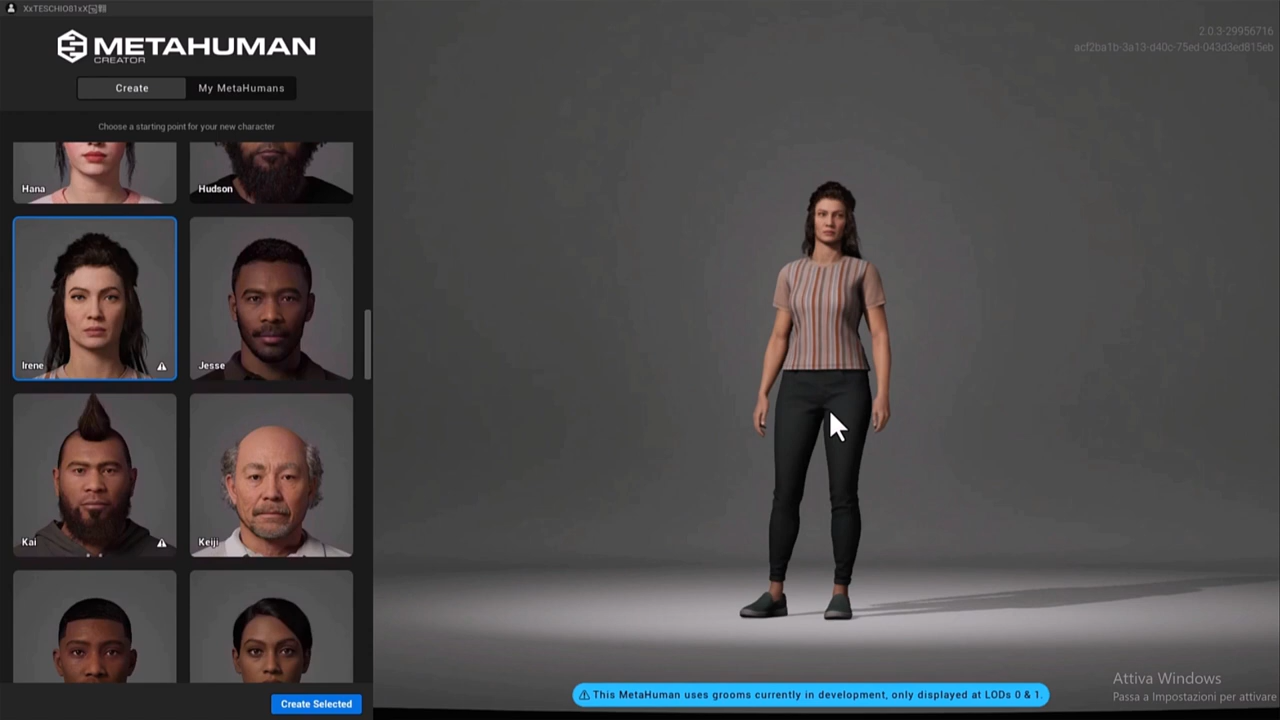 METAHUMAN
CREATOR
Create
My MetaHumans
Choose a starting point for your new character
Hana
Hudson
Irene
Jesse
Kai
Keiji
Create Selected
2.0.3-29956716
acf2ba1b-3a13-d40c-75ed-043d3ed815eb
This MetaHuman uses grooms currently in development, only displayed at LODs 0 & 1.
Attiva Windows
Passa a Impostazioni per attivare